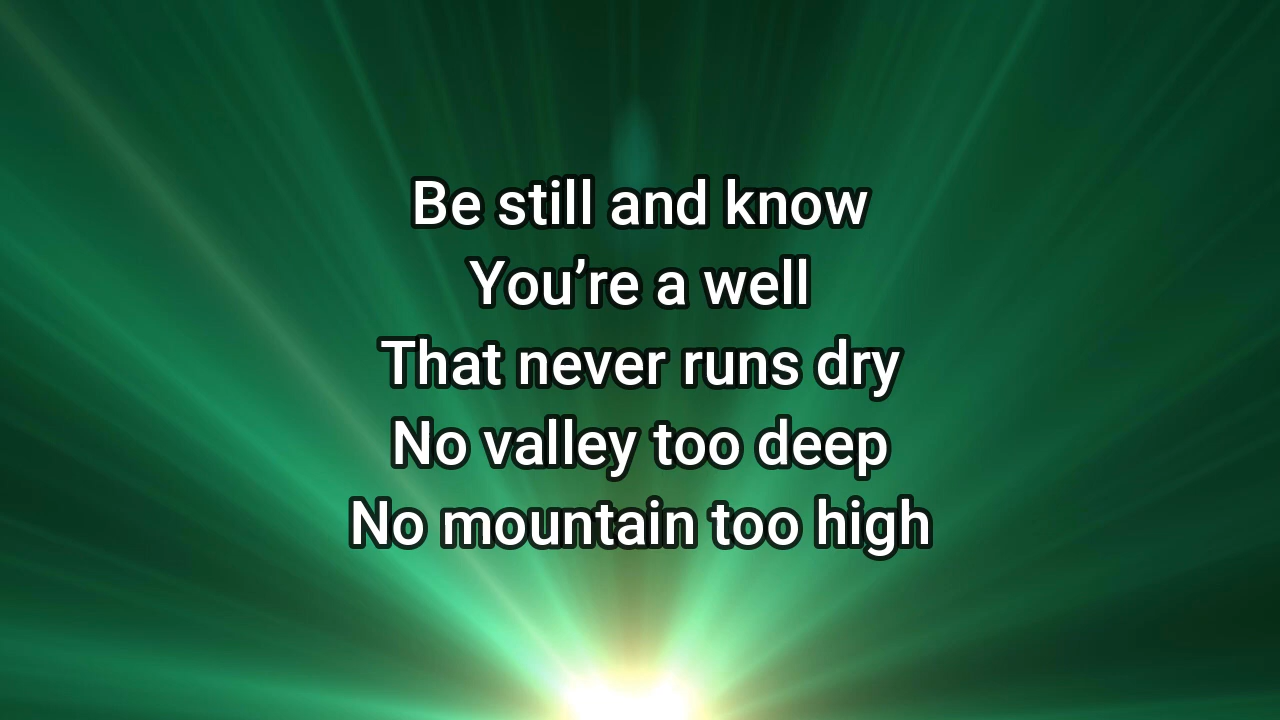 Be still and know
You’re a well
That never runs dry
No valley too deep
No mountain too high